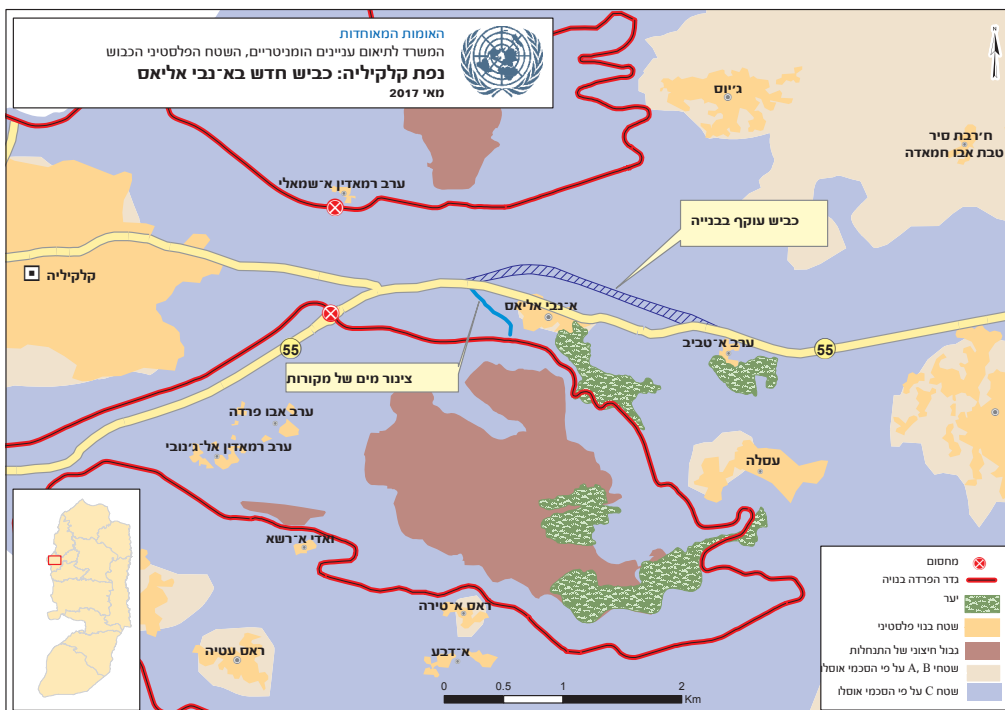 האומות המאוחדות
המשרד לתיאום עניינים הומניטריים, השטח הפלסטיני הכבוש
נפת קלקיליה: כביש חדש בא־נבי אליאס
מאי 2017
N
ג'יוס
ח'רבת סיר
טבת אבו חמאדה
ערב רמאדין א־שמאלי
כביש עוקף בבנייה
קלקיליה
א־נבי אליאס
ערב א־טביב
55
55
צינור מים של מקורות
ערב אבו פרדה
ערב רמאדין אל־ג'נובי
עסלה
ואדי א־רשא
ראס א־טירה
ראס עטיה
א־דבע
0 0.5 1 2
Km
מחסום
גדר הפרדה בנויה
יער
שטח בנוי פלסטיני
גבול חיצוני של התנחלות
שטחי A, B על פי הסכמי אוסלו
שטח C על פי הסכמי אוסלו